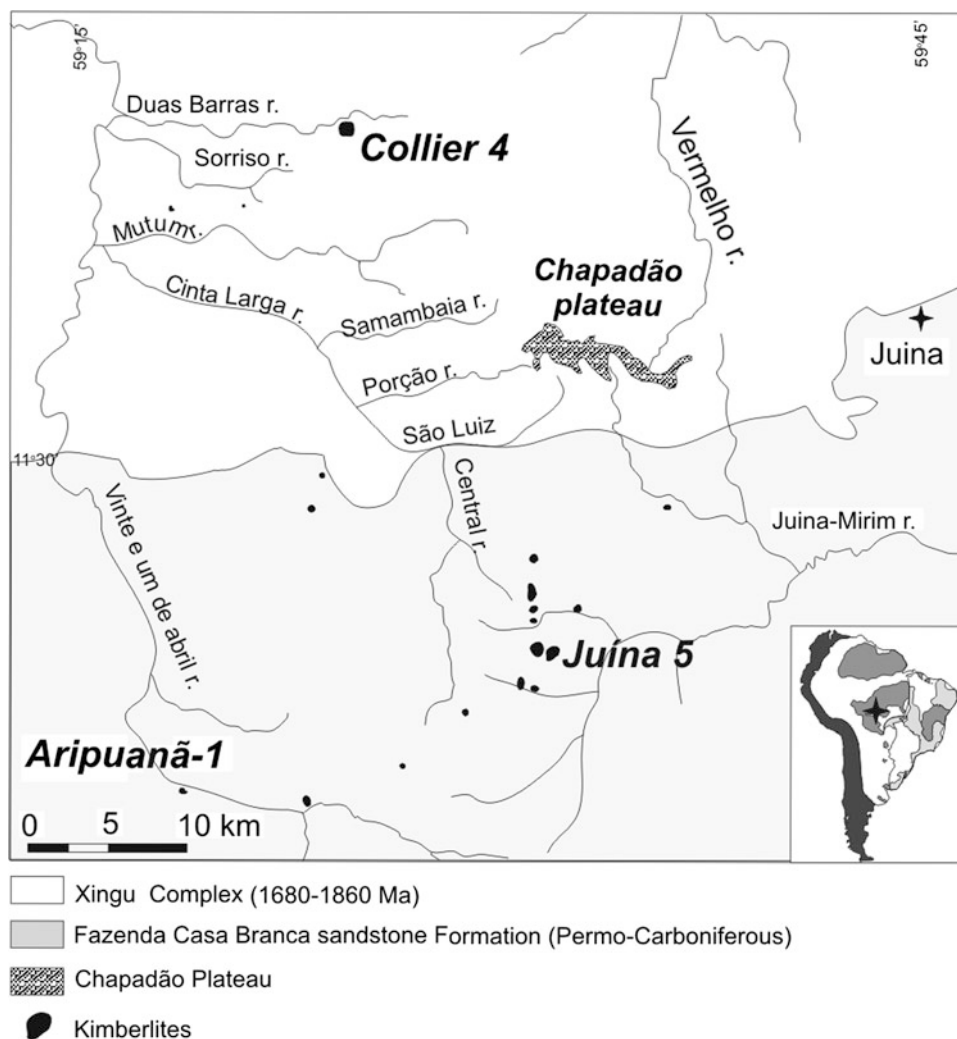 59°15'
59°45'
Duas Barras r.
Collier 4
Sorriso r.
Vermelho r.
Mutum r.
Cinta Larga r.
Chapadão
plateau
Samambaia r.
Juina
Porção r.
São Luiz
11°30'
Central r.
Vinte e um de abril r.
Juina-Mirim r.
Juína 5
Aripuanã-1
0 5 10 km
Xingu Complex (1680-1860 Ma)
Fazenda Casa Branca sandstone Formation (Permo-Carboniferous)
Chapadão Plateau
Kimberlites